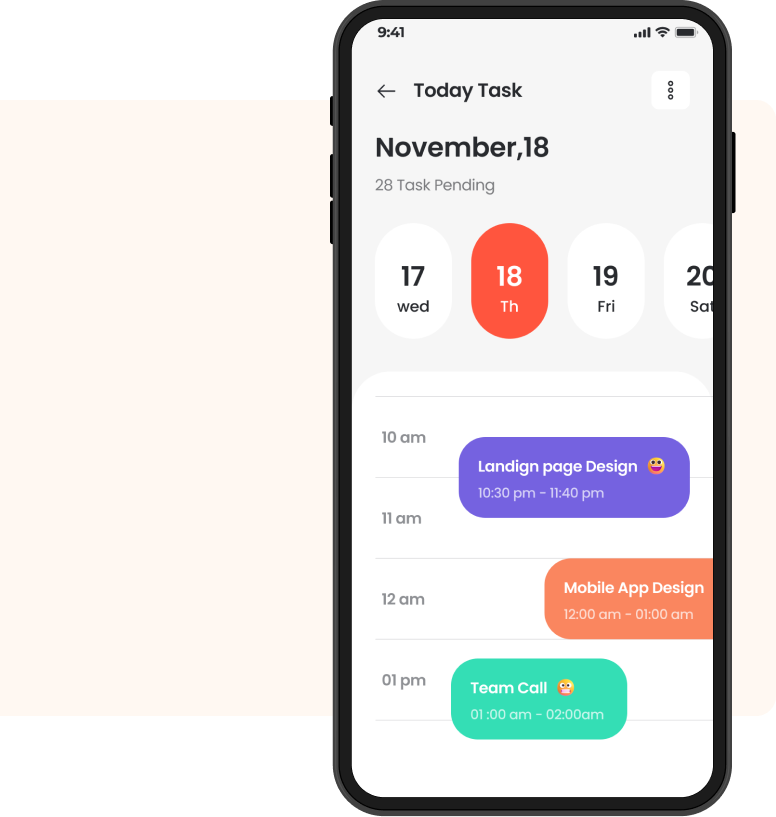 9:41
Today Task
November,18
28 Task Pending
17 18 19 20
wed Th Fri Sat
10 am
Landign page Design
10:30 pm - 11:40 pm
11 am
Mobile App Design
12 am
12:00 am - 01:00 am
01 pm
Team Call
01 :00 am - 02:00am